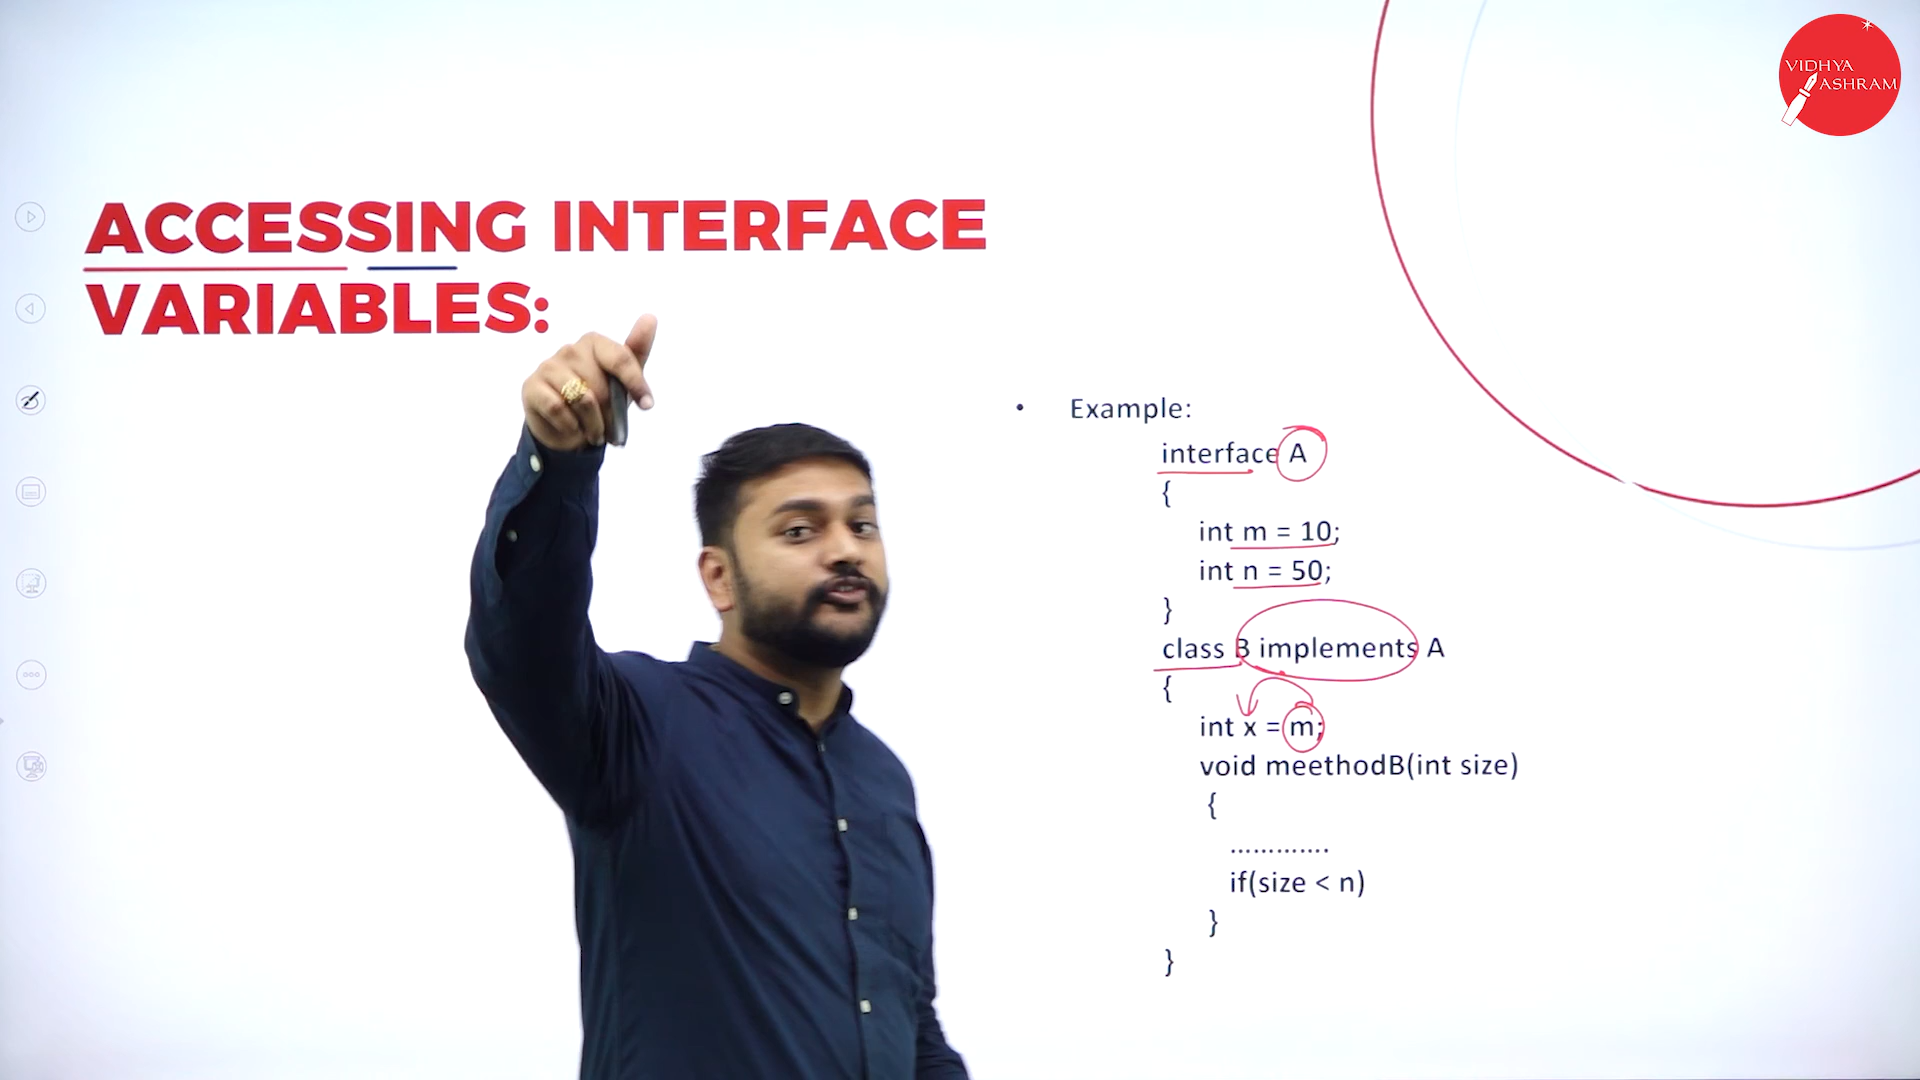 VIDHYA
ASHRAM
ACCESSING INTERFACE
VARIABLES:
• Example:
interface A
{
int m = 10;
int n = 50;
}
class B implements A
{
int x = m;
void meethodB(int size)
{
.............
if(size < n)
}
}